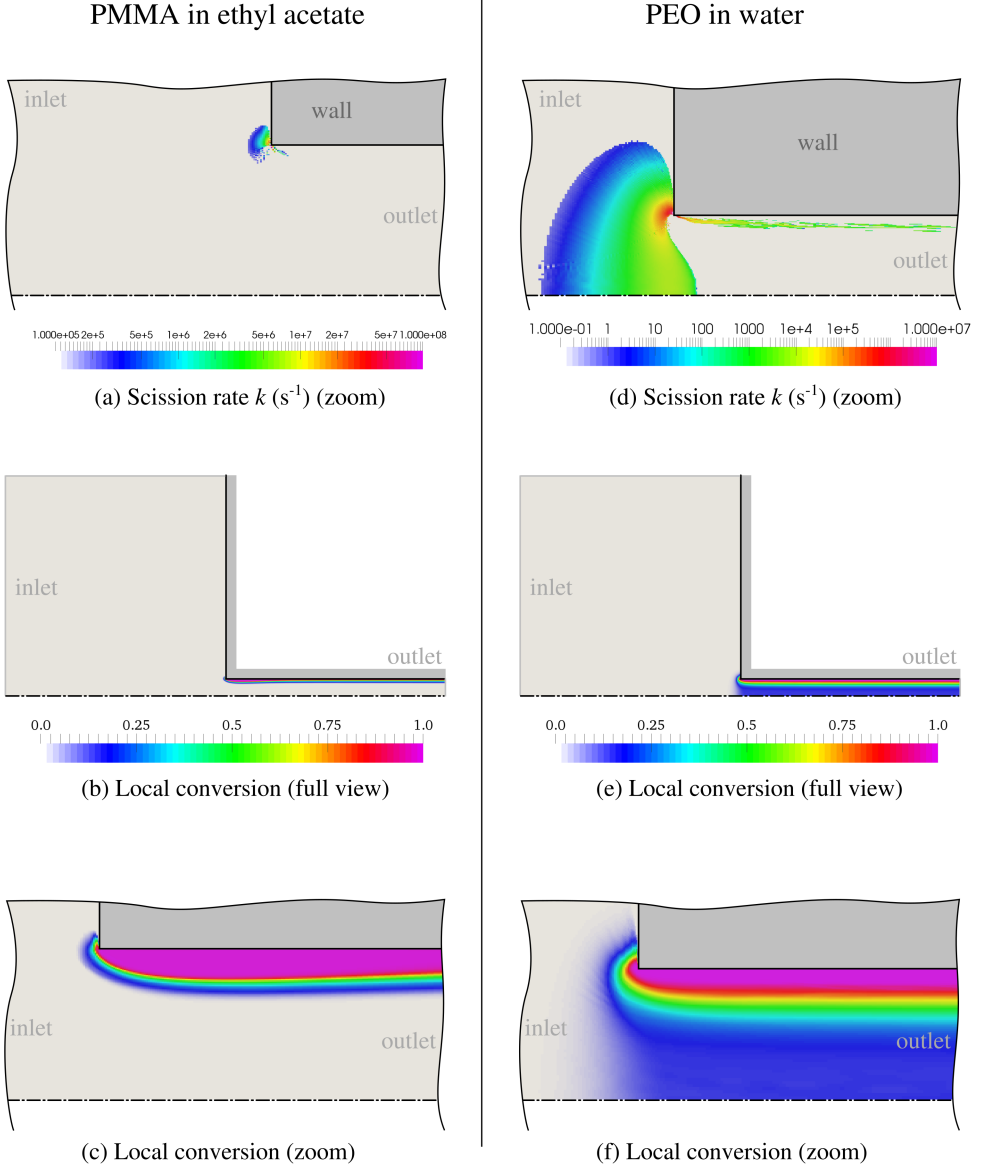 PMMA in ethyl acetate
inlet
wall
outlet
1.000e+05 2e+5 5e+5 1e+6 2e+6 5e+6 1e+7 2e+7 5e+7 1.000e+08
(a) Scission rate k (s-1) (zoom)
inlet
outlet
0.0 0.25 0.5 0.75 1.0
(b) Local conversion (full view)
inlet
outlet
(c) Local conversion (zoom)
PEO in water
inlet
wall
outlet
1.000e-01 1 10 100 1000 1e+4 1e+5 1.000e+07
(d) Scission rate k (s-1) (zoom)
inlet
outlet
0.0 0.25 0.5 0.75 1.0
(e) Local conversion (full view)
inlet
outlet
(f) Local conversion (zoom)